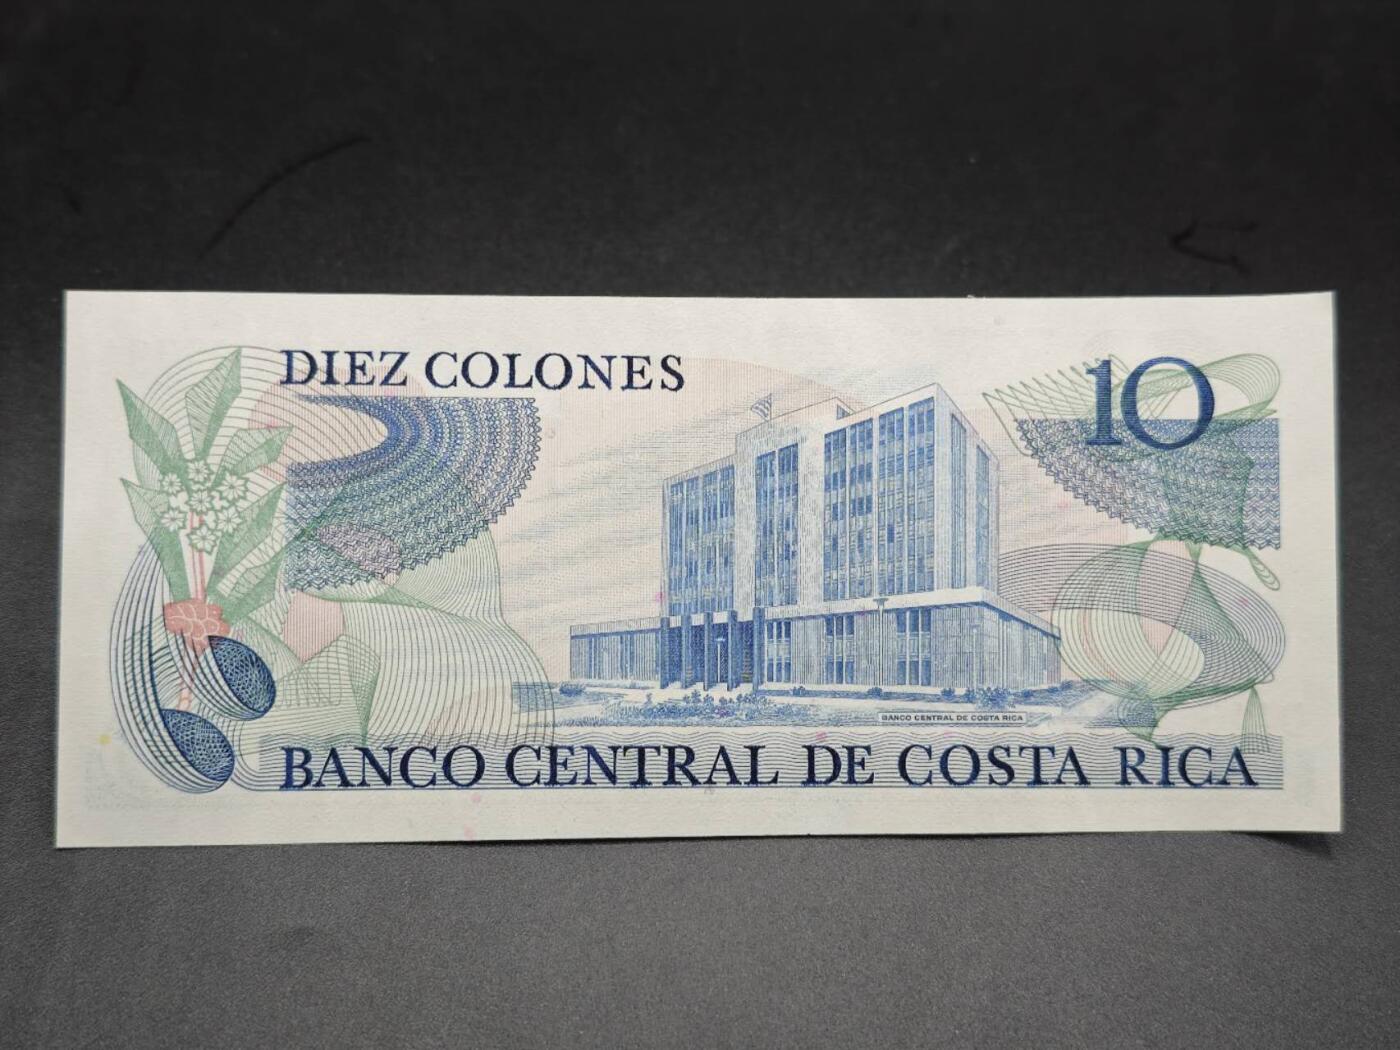 DIEZ COLONES
10
BANCO CENTRAL DE COSTA RICA
BANCO CENTRAL DE COSTA RICA